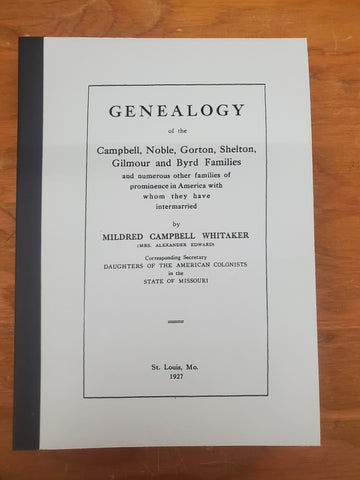 GENEALOGY
of the
Campbell, Noble, Gorton, Shelton,
Gilmour and Byrd Families
and numerous other families of
prominence in America with
whom they have
intermarried
by
MILDRED CAMPBELL WHITAKER
(MRS. ALEXANDER EDWARD)
Corresponding Secretary
DAUGHTERS OF THE AMERICAN COLONISTS
in the
STATE OF MISSOURI
St. Louis, Mo.
1927